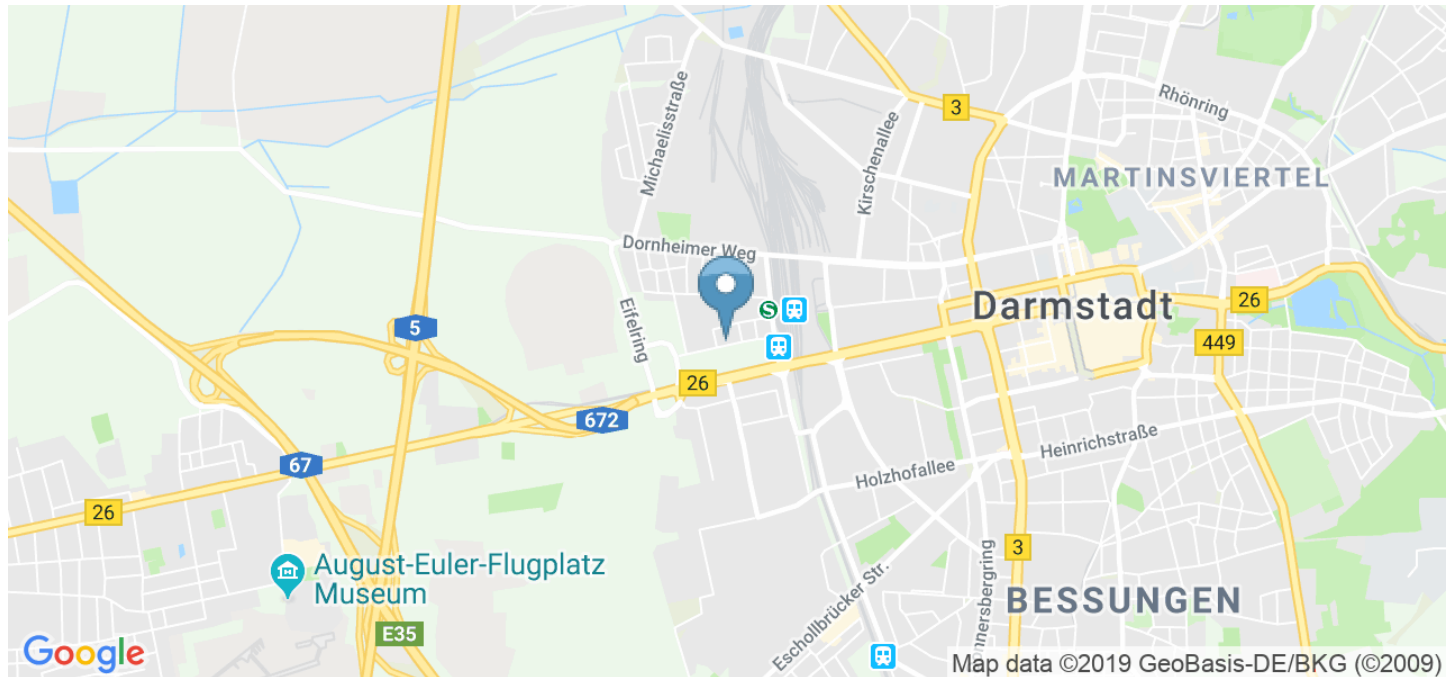 3
Rhönring
Michaelisstraße
Kirschenallee
MARTINSVIERTEL
Dornheimer Weg
Eifelring
S
Darmstadt
26
5
449
26
672
Heinrichstraße
67
Holzhofallee
26
3
August-Euler-Flugplatz
Museum
BESSUNGEN
Eschollbrücker Str.
nnersbergring
E35
Google
Map data ©2019 GeoBasis-DE/BKG (©2009)